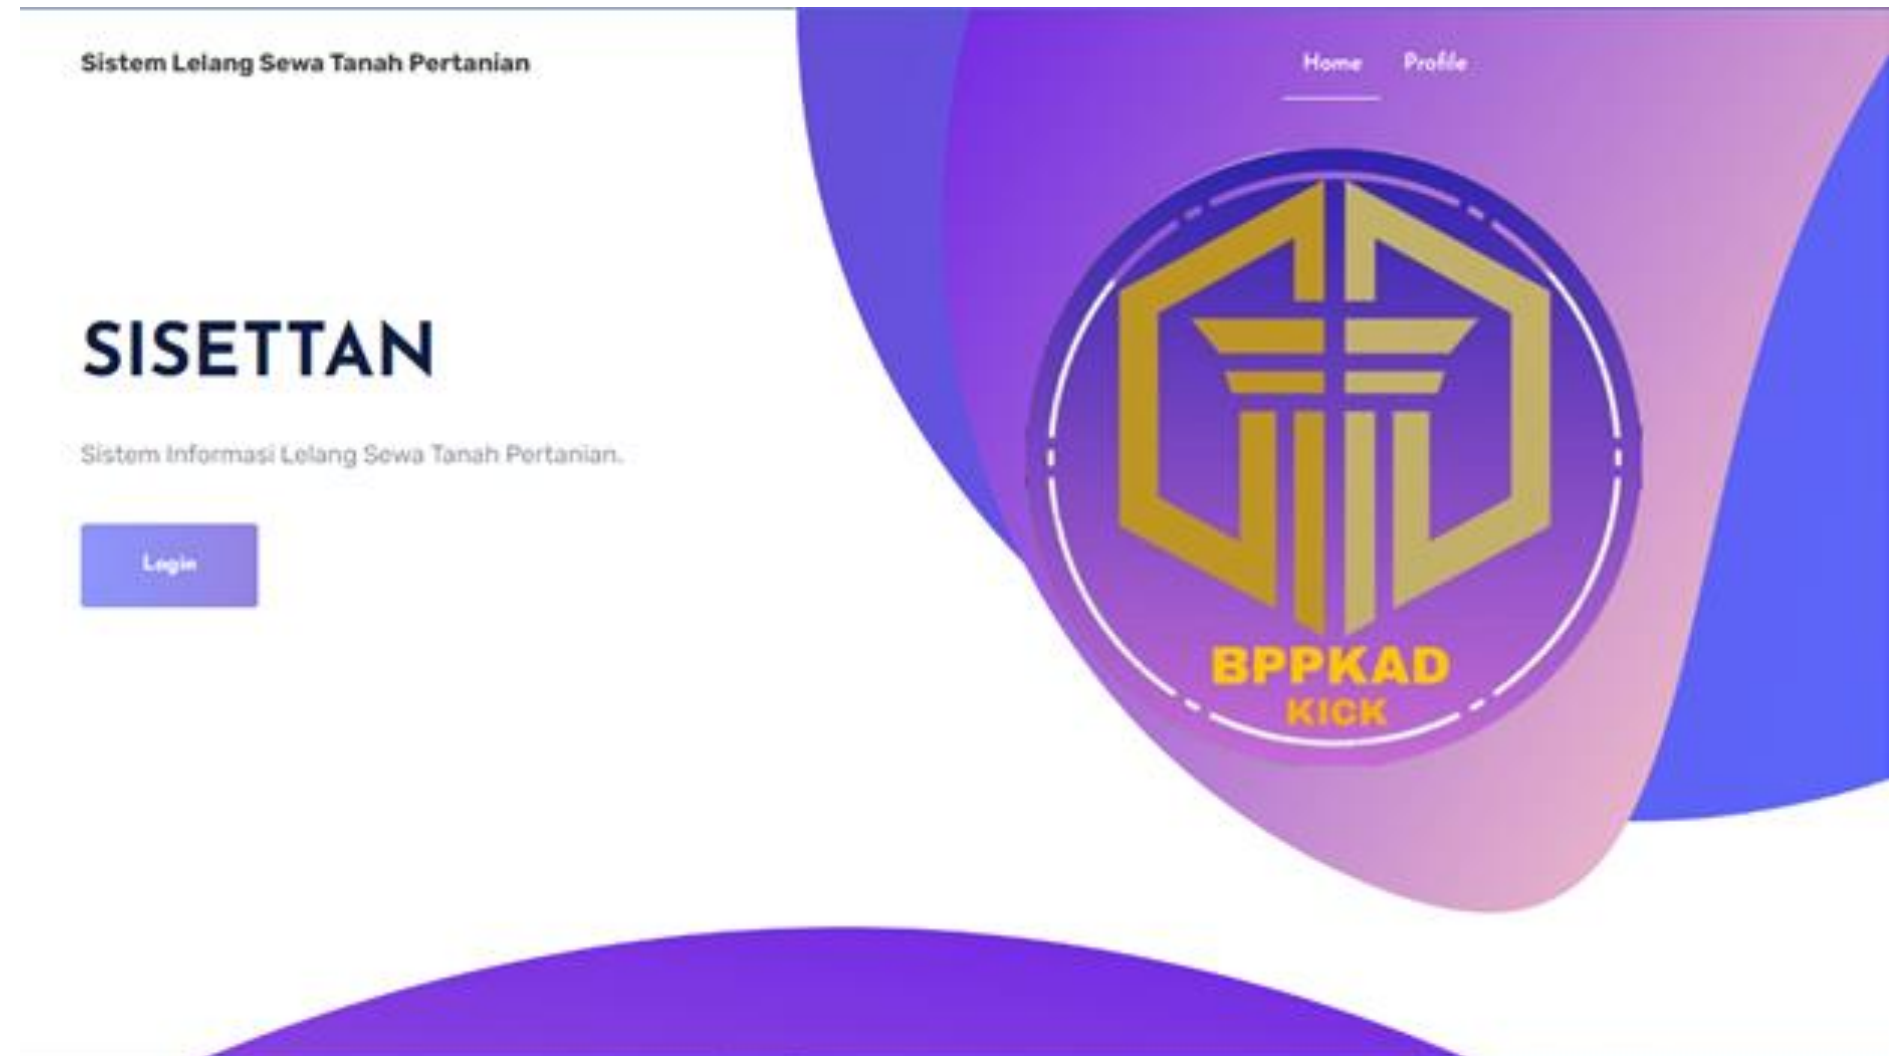 Sistem Lelang Sewa Tanah Pertanian
Home Profile
SISETTAN
Sistem Informasi Lelang Sewa Tanah Pertanian.
Login
BPPKAD
KICK